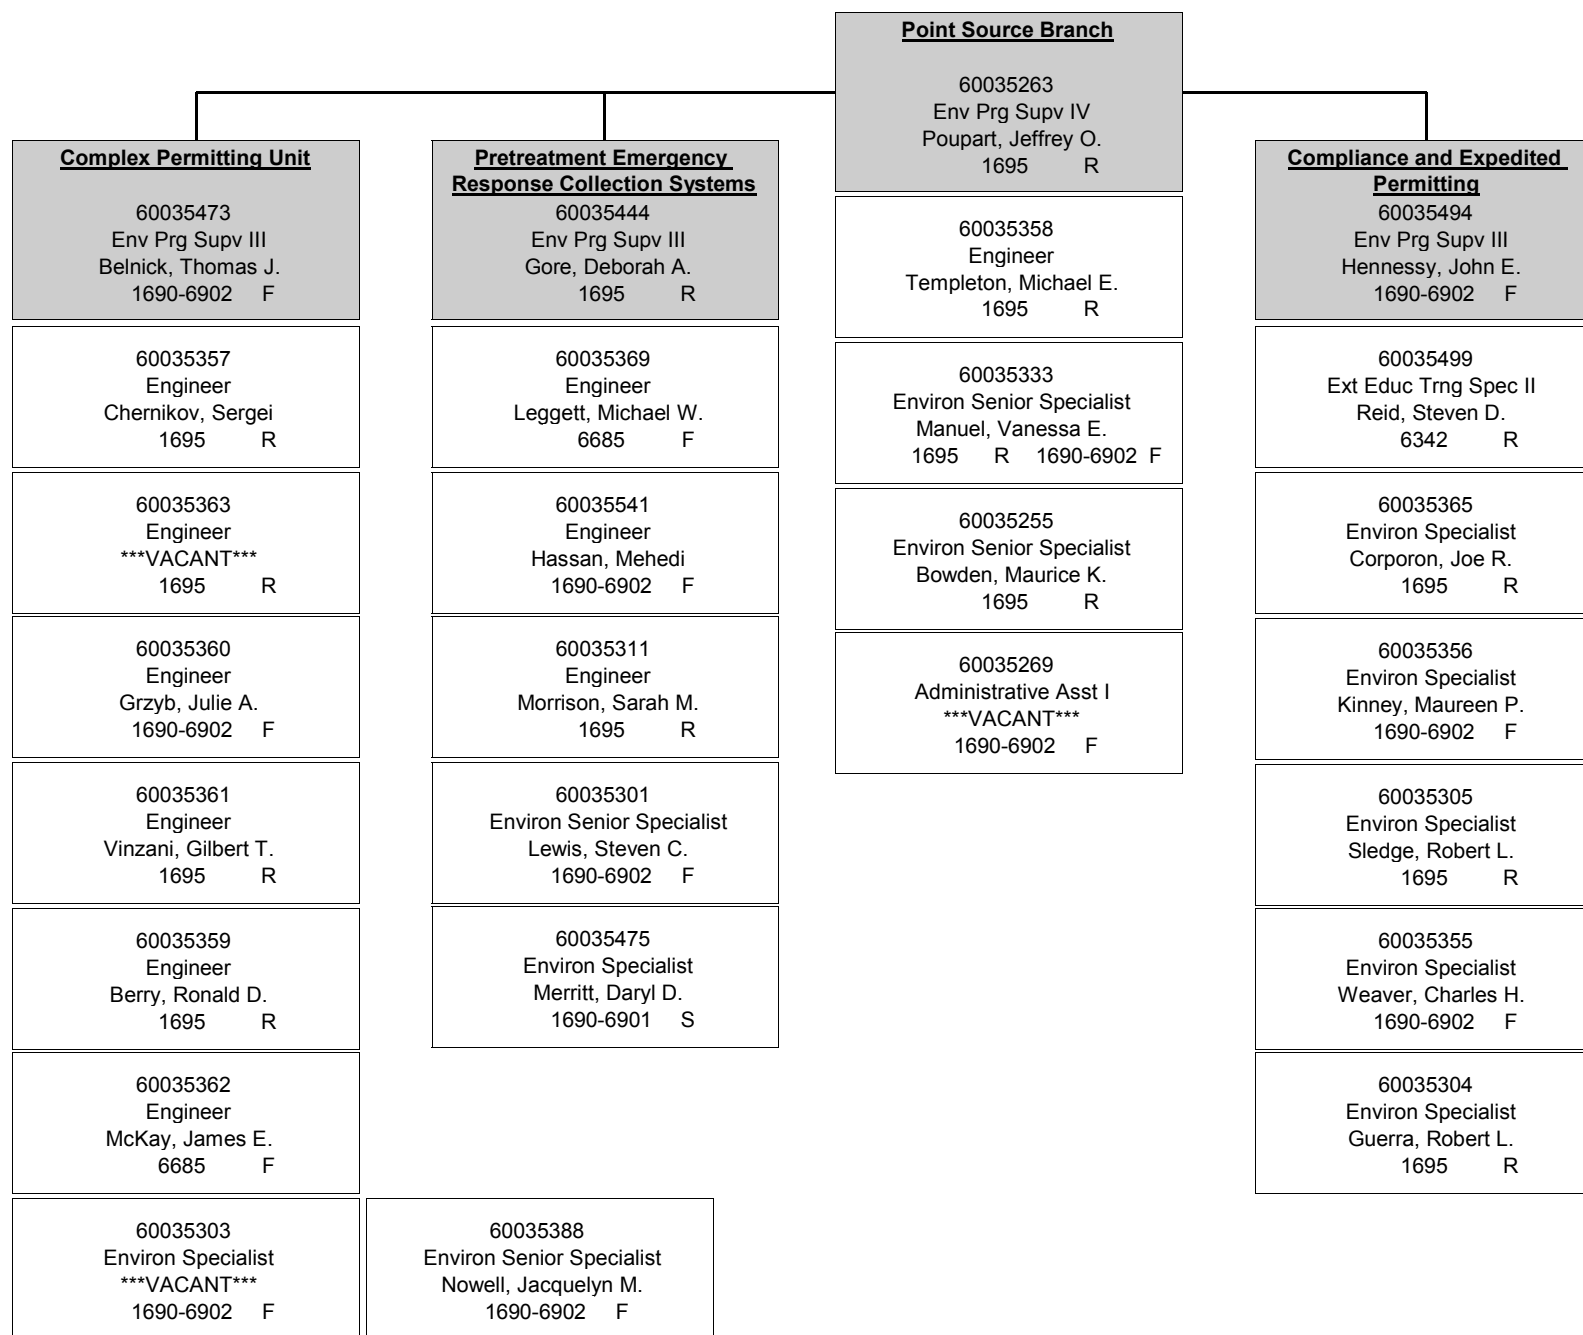 Point Source Branch
60035263
Env Prg Supv IV
Poupart, Jeffrey O.
1695 R
Complex Permitting Unit
60035473
Env Prg Supv III
Belnick, Thomas J.
1690-6902 F
60035357
Engineer
Chernikov, Sergei
1695 R
60035363
Engineer
***VACANT***
1695 R
60035360
Engineer
Grzyb, Julie A.
1690-6902 F
60035361
Engineer
Vinzani, Gilbert T.
1695 R
60035359
Engineer
Berry, Ronald D.
1695 R
60035362
Engineer
McKay, James E.
6685 F
60035303
Environ Specialist
***VACANT***
1690-6902 F
60035388
Environ Senior Specialist
Nowell, Jacquelyn M.
1690-6902 F
Pretreatment Emergency
Response Collection Systems
60035444
Env Prg Supv III
Gore, Deborah A.
1695 R
60035369
Engineer
Leggett, Michael W.
6685 F
60035541
Engineer
Hassan, Mehedi
1690-6902 F
60035311
Engineer
Morrison, Sarah M.
1695 R
60035301
Environ Senior Specialist
Lewis, Steven C.
1690-6902 F
60035475
Environ Specialist
Merritt, Daryl D.
1690-6901 S
60035358
Engineer
Templeton, Michael E.
1695 R
60035333
Environ Senior Specialist
Manuel, Vanessa E.
1695 R 1690-6902 F
60035255
Environ Senior Specialist
Bowden, Maurice K.
1695 R
60035269
Administrative Asst I
***VACANT***
1690-6902 F
Compliance and Expedited
Permitting
60035494
Env Prg Supv III
Hennessy, John E.
1690-6902 F
60035499
Ext Educ Trng Spec II
Reid, Steven D.
6342 R
60035365
Environ Specialist
Corporon, Joe R.
1695 R
60035356
Environ Specialist
Kinney, Maureen P.
1690-6902 F
60035305
Environ Specialist
Sledge, Robert L.
1695 R
60035355
Environ Specialist
Weaver, Charles H.
1690-6902 F
60035304
Environ Specialist
Guerra, Robert L.
1695 R